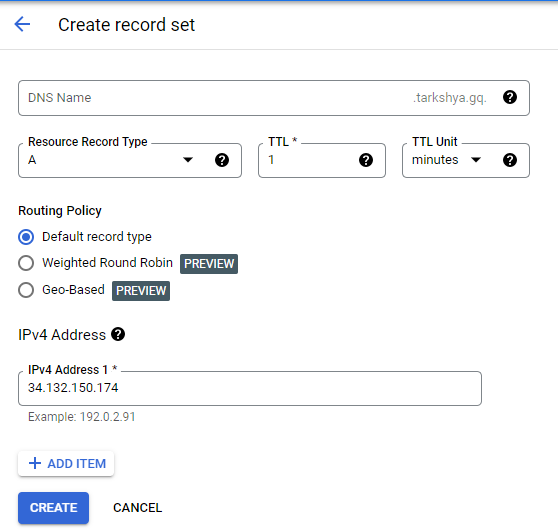 Create record set
DNS Name .tarkshya.gq. ?
Resource Record Type TTL * TTL Unit
A ? 1 ? minutes ?
Routing Policy
Default record type
Weighted Round Robin PREVIEW
Geo-Based PREVIEW
IPv4 Address ?
IPv4 Address 1 *
34.132.150.174
Example: 192.0.2.91
+ ADD ITEM
CREATE CANCEL